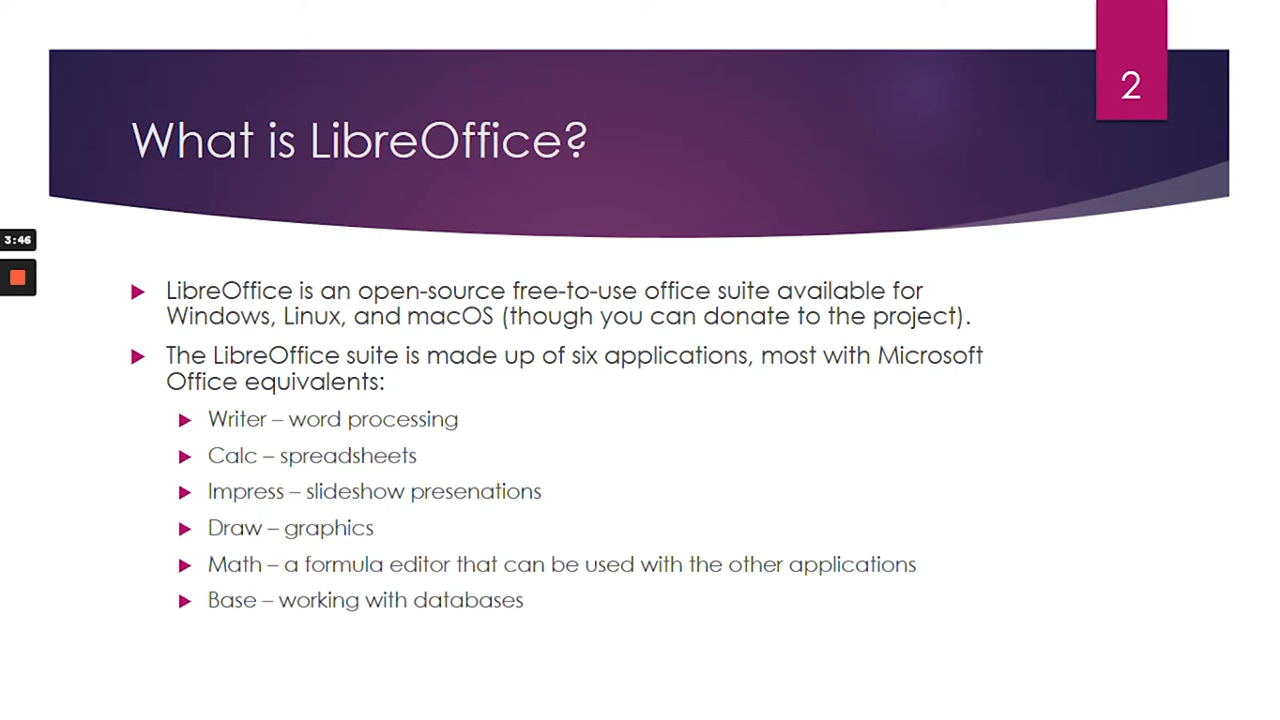 2
What is LibreOffice?
3:46
LibreOffice is an open-source free-to-use office suite available for
Windows, Linux, and macOS (though you can donate to the project).
The LibreOffice suite is made up of six applications, most with Microsoft
Office equivalents:
Writer – word processing
Calc – spreadsheets
Impress – slideshow presenations
Draw – graphics
Math – a formula editor that can be used with the other applications
Base – working with databases